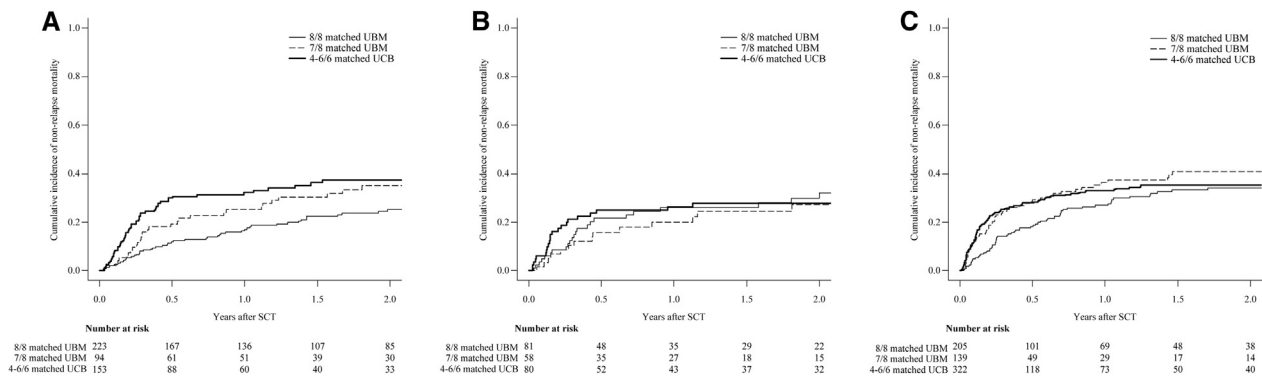 A
Cumulative incidence of non-relapse mortality
1.0
0.8
0.6
0.4
0.2
0.0
8/8 matched UBM
7/8 matched UBM
4-6/6 matched UCB
0.0 0.5 1.0 1.5 2.0
Years after SCT
Number at risk
8/8 matched UBM 223 167 136 107 85
7/8 matched UBM 94 61 51 39 30
4-6/6 matched UCB 153 88 60 40 33
B
Cumulative incidence of non-relapse mortality
1.0
0.8
0.6
0.4
0.2
0.0
8/8 matched UBM
7/8 matched UBM
4-6/6 matched UCB
0.0 0.5 1.0 1.5 2.0
Years after SCT
Number at risk
8/8 matched UBM 81 48 35 29 22
7/8 matched UBM 58 35 27 18 15
4-6/6 matched UCB 80 52 43 37 32
C
Cumulative incidence of non-relapse mortality
1.0
0.8
0.6
0.4
0.2
0.0
8/8 matched UBM
7/8 matched UBM
4-6/6 matched UCB
0.0 0.5 1.0 1.5 2.0
Years after SCT
Number at risk
8/8 matched UBM 205 101 69 48 38
7/8 matched UBM 139 49 29 17 14
4-6/6 matched UCB 322 118 73 50 40